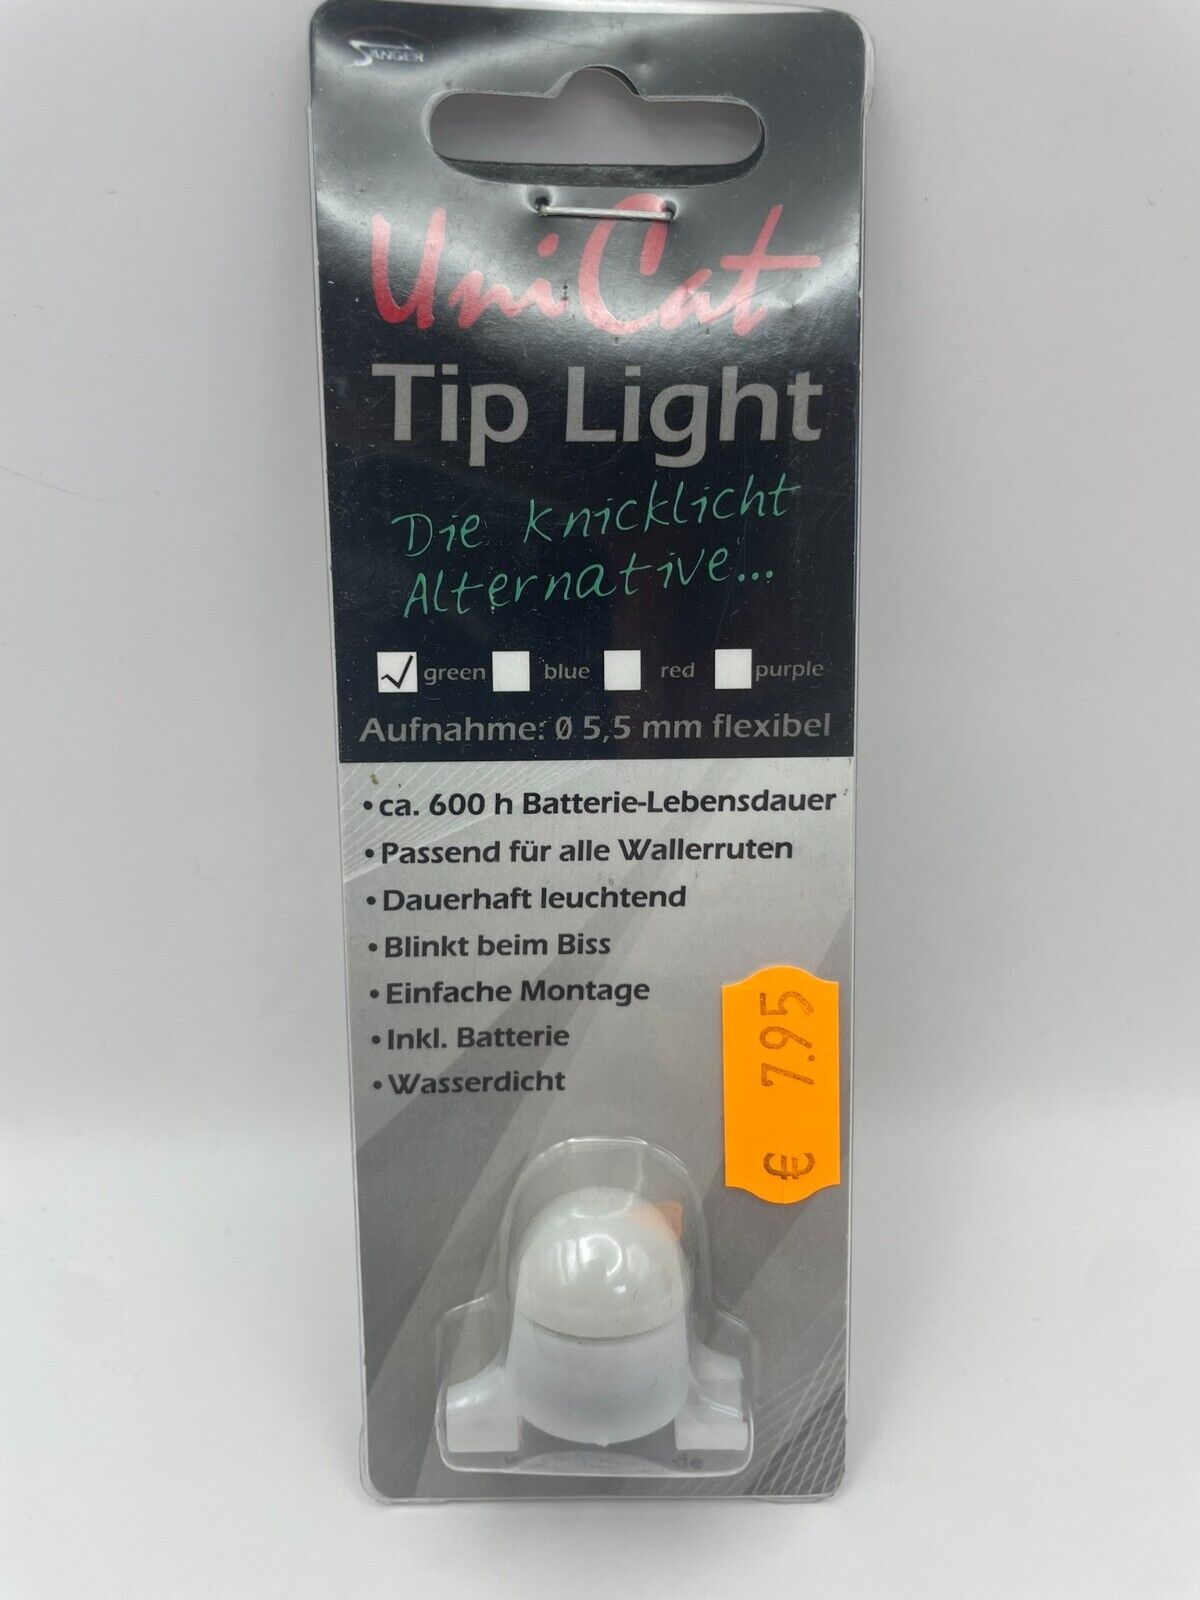 SÄNGER
UniCat
Tip Light
Die Knicklicht
Alternative...
green blue red purple
Aufnahme: Ø 5,5 mm flexibel
• ca. 600 h Batterie-Lebensdauer
• Passend für alle Wallerruten
• Dauerhaft leuchtend
• Blinkt beim Biss
• Einfache Montage
• Inkl. Batterie
• Wasserdicht
€ 7.95